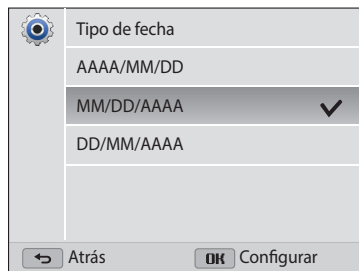 Tipo de fecha
AAAA/MM/DD
MM/DD/AAAA
DD/MM/AAAA
Atrás OK Configurar